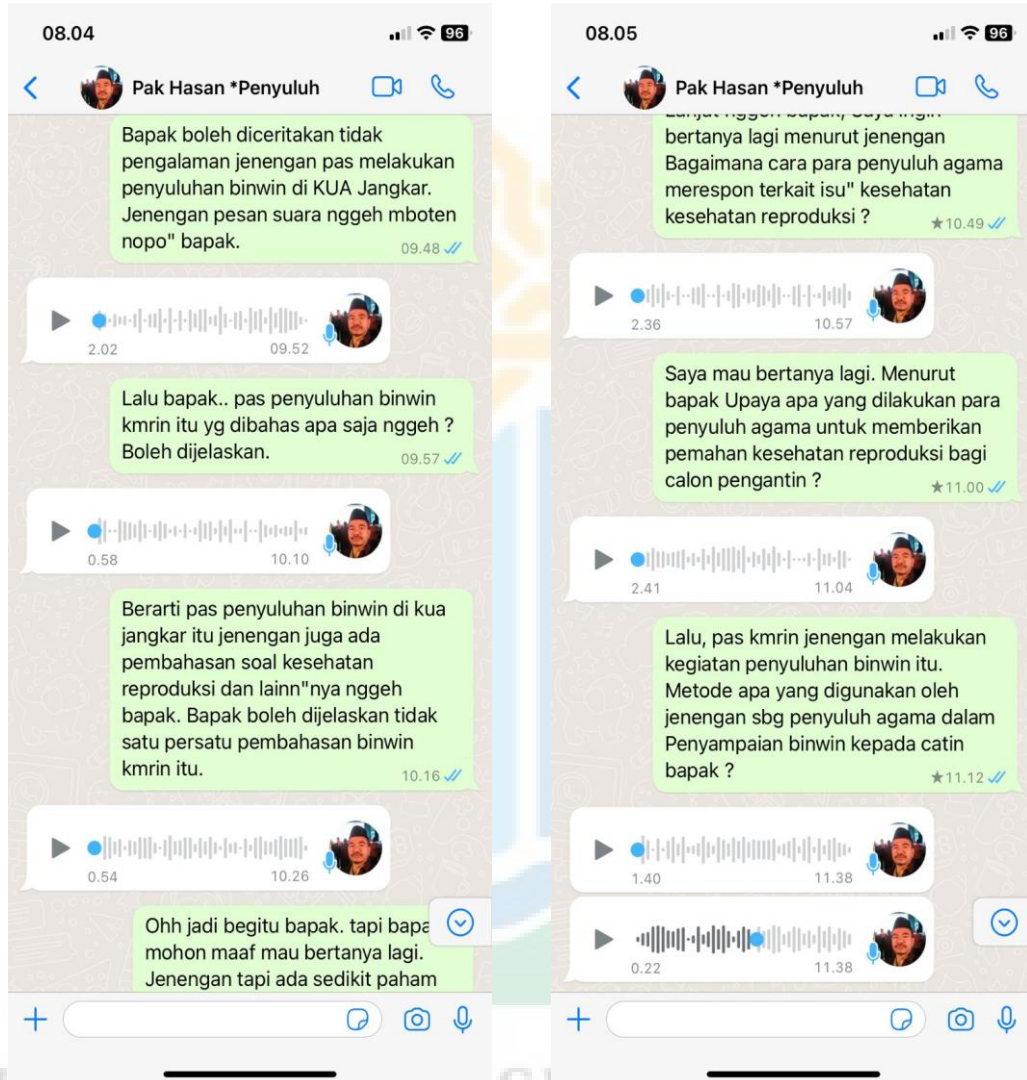 08.04
96
Pak Hasan *Penyuluh
Bapak boleh diceritakan tidak
pengalaman jenengan pas melakukan
penyuluhan binwin di KUA Jangkar.
Jenengan pesan suara nggeh mboten
nopo" bapak.
09.48
2.02
09.52
Lalu bapak.. pas penyuluhan binwin
kmrin itu yg dibahas apa saja nggeh ?
Boleh dijelaskan.
09.57
0.58
10.10
Berarti pas penyuluhan binwin di kua
jangkar itu jenengan juga ada
pembahasan soal kesehatan
reproduksi dan lainn"nya nggeh
bapak. Bapak boleh dijelaskan tidak
satu persatu pembahasan binwin
kmrin itu.
10.16
0.54
10.26
Ohh jadi begitu bapak. tapi bapa
mohon maaf mau bertanya lagi.
Jenengan tapi ada sedikit paham
08.05
96
Pak Hasan *Penyuluh
bertanya lagi menurut jenengan
Bagaimana cara para penyuluh agama
merespon terkait isu" kesehatan
kesehatan reproduksi ?
★10.49
2.36
10.57
Saya mau bertanya lagi. Menurut
bapak Upaya apa yang dilakukan para
penyuluh agama untuk memberikan
pemahan kesehatan reproduksi bagi
calon pengantin ?
★11.00
2.41
11.04
Lalu, pas kmrin jenengan melakukan
kegiatan penyuluhan binwin itu.
Metode apa yang digunakan oleh
jenengan sbg penyuluh agama dalam
Penyampaian binwin kepada catin
bapak ?
★11.12
1.40
11.38
0.22
11.38